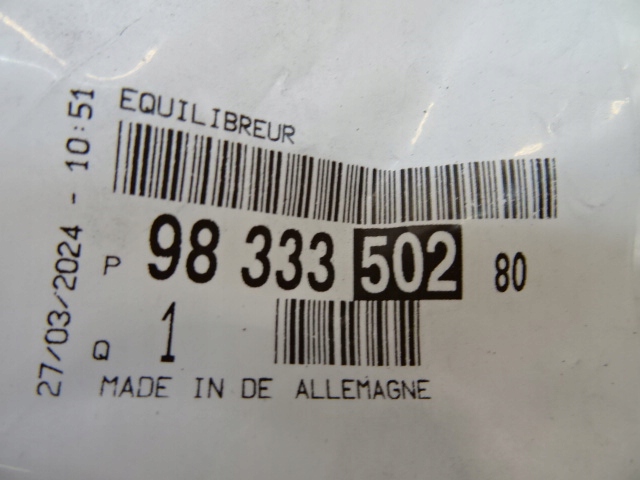 27/03/2024 - 10:51
EQUILIBREUR
P 98 333 502 80
Q 1
MADE IN DE ALLEMAGNE